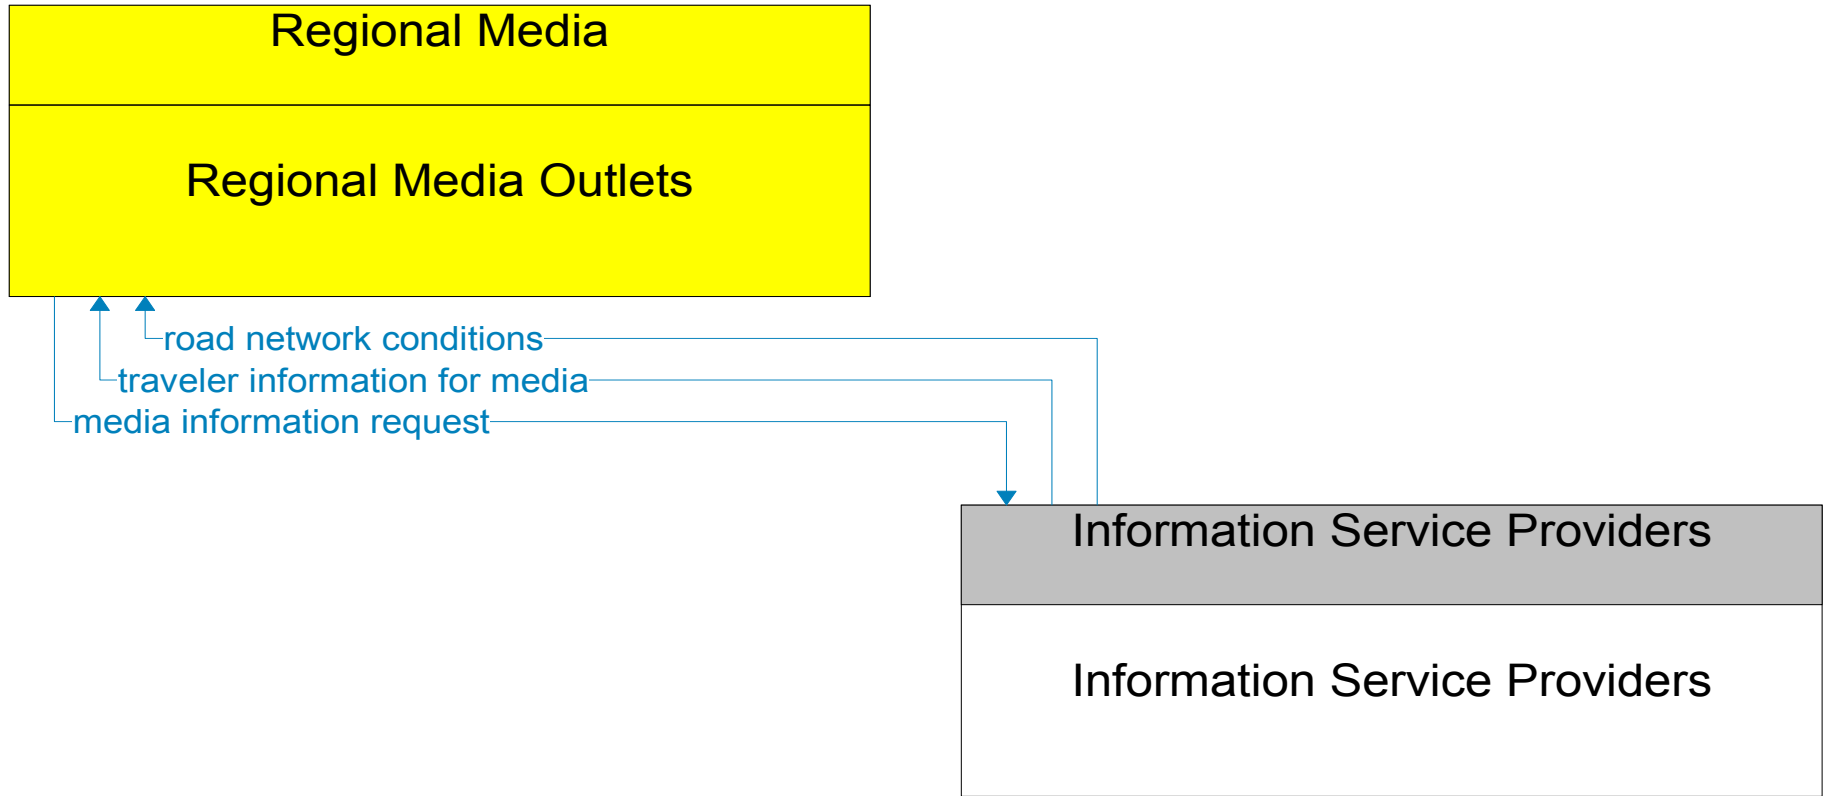 Regional Media
Regional Media Outlets
road network conditions
traveler information for media
media information request
Information Service Providers
Information Service Providers